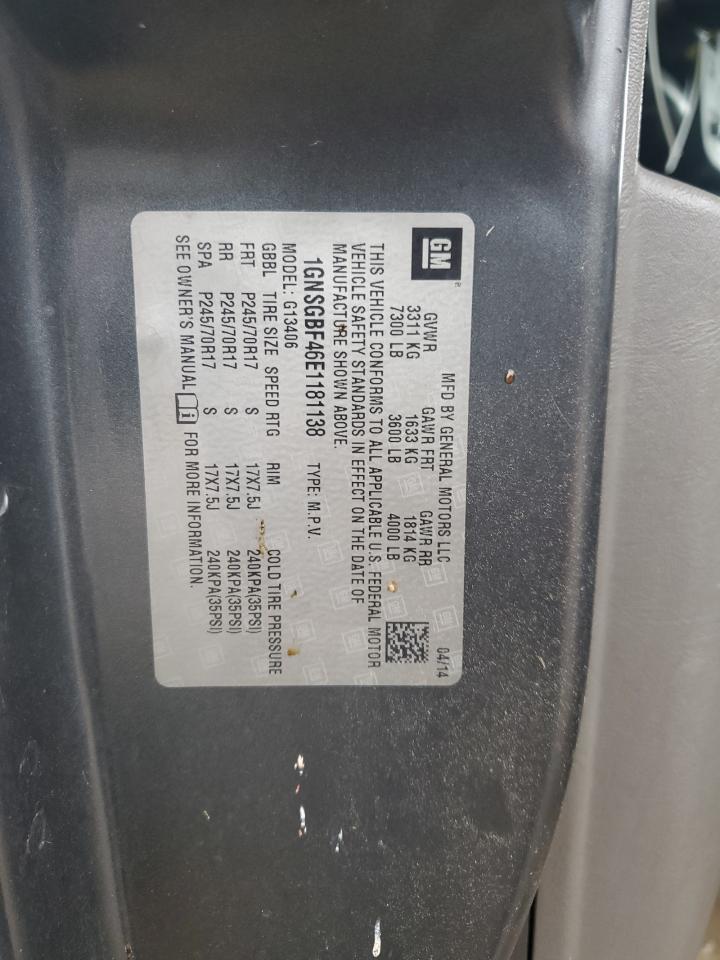 GM ®
MFD BY GENERAL MOTORS LLC 04/14
GVWR GAWR FRT GAWR RR
3311 KG 1633 KG 1814 KG
7300 LB 3600 LB 4000 LB
THIS VEHICLE CONFORMS TO ALL APPLICABLE U.S. FEDERAL MOTOR
VEHICLE SAFETY STANDARDS IN EFFECT ON THE DATE OF
MANUFACTURE SHOWN ABOVE.
1GNSGBF46E1181138 TYPE: M.P.V.
MODEL: G13406
GBBL TIRE SIZE SPEED RTG RIM COLD TIRE PRESSURE
FRT P245/70R17 S 17X7.5J 240KPA(35PSI)
RR P245/70R17 S 17X7.5J 240KPA(35PSI)
SPA P245/70R17 S 17X7.5J 240KPA(35PSI)
SEE OWNER'S MANUAL i FOR MORE INFORMATION.